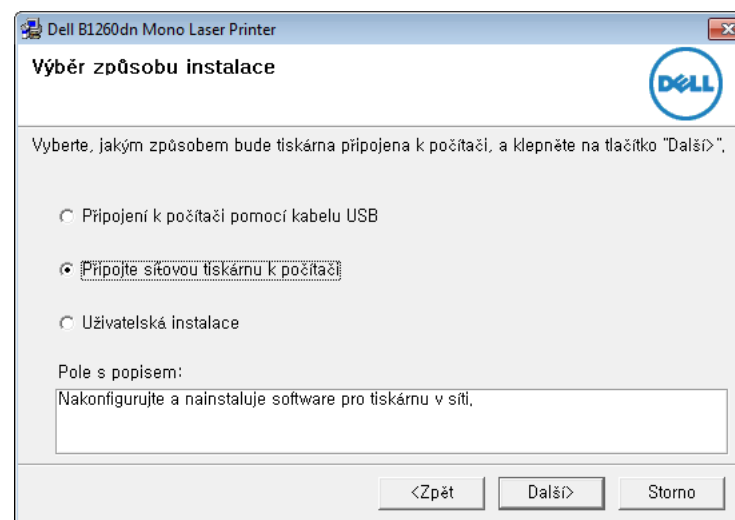 Dell B1260dn Mono Laser Printer
Výběr způsobu instalace
DELL
Vyberte, jakým způsobem bude tiskárna připojena k počítači, a klepněte na tlačítko "Další>",
Připojení k počítači pomocí kabelu USB
Připojte síťovou tiskárnu k počítači
Uživatelská instalace
Pole s popisem:
Nakonfigurujte a nainstaluje software pro tiskárnu v síti,
<Zpět
Další>
Storno